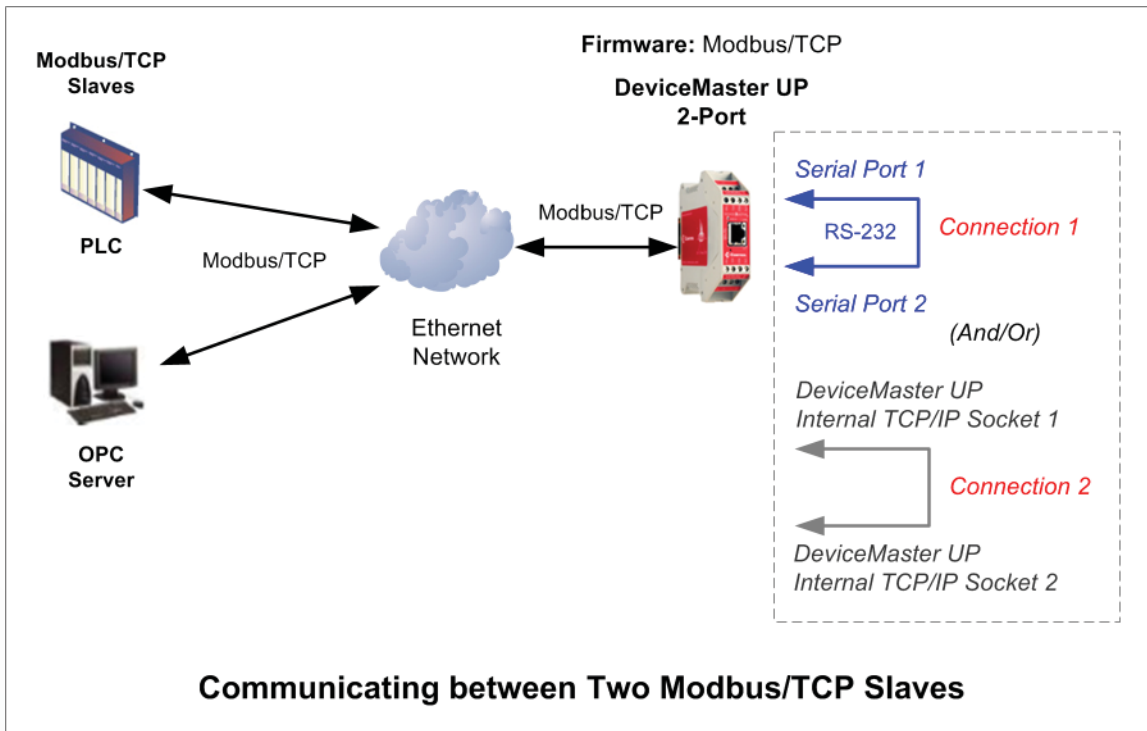 Firmware: Modbus/TCP
Modbus/TCP
Slaves
DeviceMaster UP
2-Port
PLC
Modbus/TCP
OPC
Server
Ethernet
Network
Modbus/TCP
Serial Port 1
RS-232
Connection 1
Serial Port 2
(And/Or)
DeviceMaster UP
Internal TCP/IP Socket 1
Connection 2
DeviceMaster UP
Internal TCP/IP Socket 2
Communicating between Two Modbus/TCP Slaves